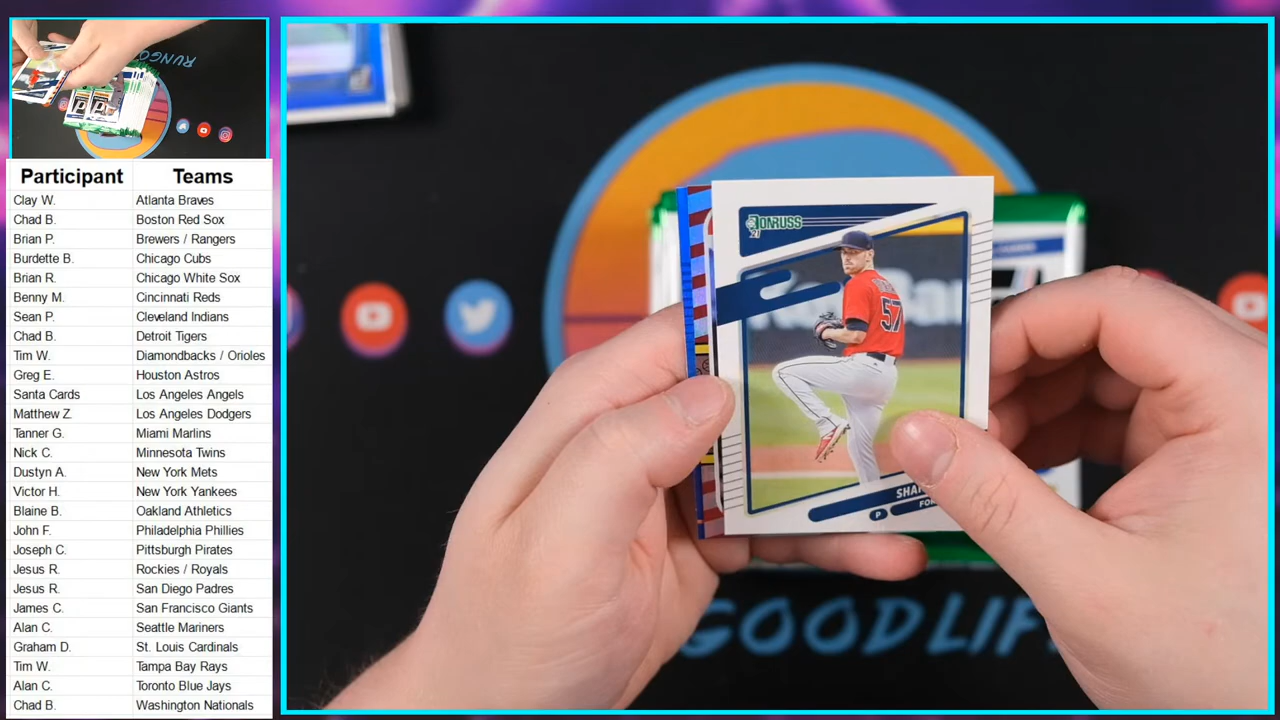 RUNGOOD
Participant Teams
Clay W. Atlanta Braves
Chad B. Boston Red Sox
Brian P. Brewers / Rangers
Burdette B. Chicago Cubs
Brian R. Chicago White Sox
Benny M. Cincinnati Reds
Sean P. Cleveland Indians
Chad B. Detroit Tigers
Tim W. Diamondbacks / Orioles
Greg E. Houston Astros
Santa Cards Los Angeles Angels
Matthew Z. Los Angeles Dodgers
Tanner G. Miami Marlins
Nick C. Minnesota Twins
Dustyn A. New York Mets
Victor H. New York Yankees
Blaine B. Oakland Athletics
John F. Philadelphia Phillies
Joseph C. Pittsburgh Pirates
Jesus R. Rockies / Royals
Jesus R. San Diego Padres
James C. San Francisco Giants
Alan C. Seattle Mariners
Graham D. St. Louis Cardinals
Tim W. Tampa Bay Rays
Alan C. Toronto Blue Jays
Chad B. Washington Nationals
DONRUSS
21
57
P
GOODLIF